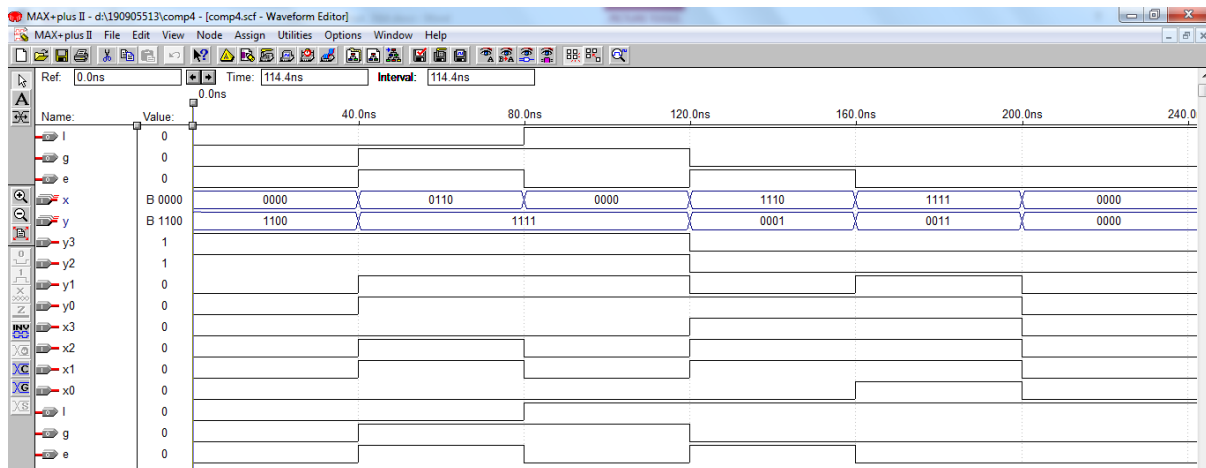 MAX+plus II - d:\190905513\comp4 - [comp4.scf - Waveform Editor]
MAX+plus II File Edit View Node Assign Utilities Options Window Help
Ref: 0.0ns Time: 114.4ns Interval: 114.4ns
0.0ns
Name: Value: 40.0ns 80.0ns 120.0ns 160.0ns 200.0ns 240.0
l 0
g 0
e 0
x B 0000 0000 0110 0000 1110 1111 0000
y B 1100 1100 1111 0001 0011 0000
y3 1
y2 1
y1 0
y0 0
x3 0
x2 0
x1 0
x0 0
l 0
g 0
e 0